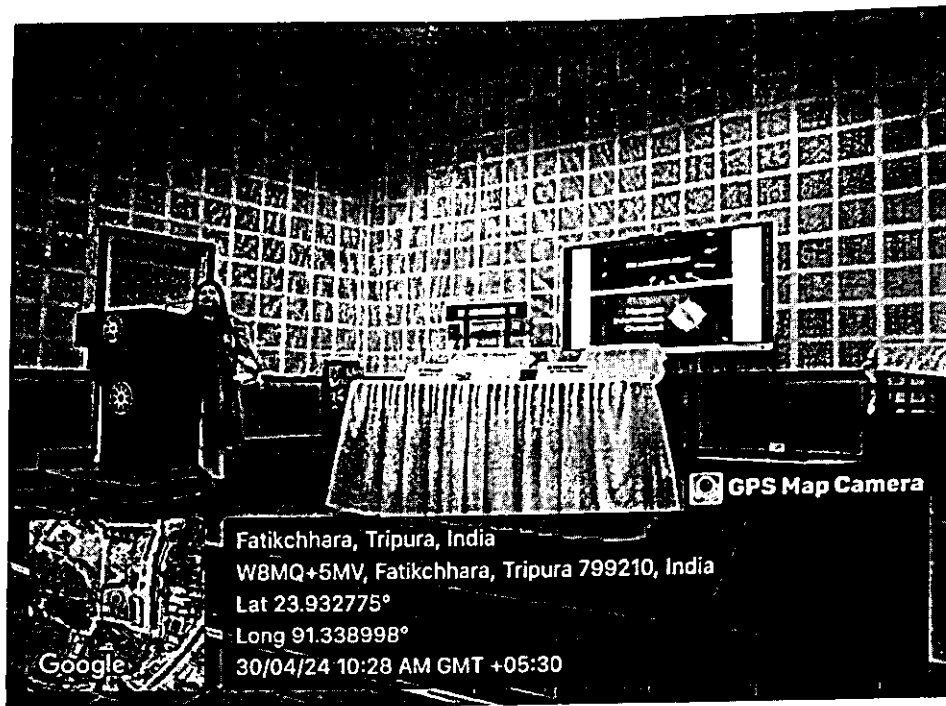 GPS Map Camera
Fatikchhara, Tripura, India
W8MQ+5MV, Fatikchhara, Tripura 799210, India
Lat 23.932775°
Long 91.338998°
30/04/24 10:28 AM GMT +05:30
Google